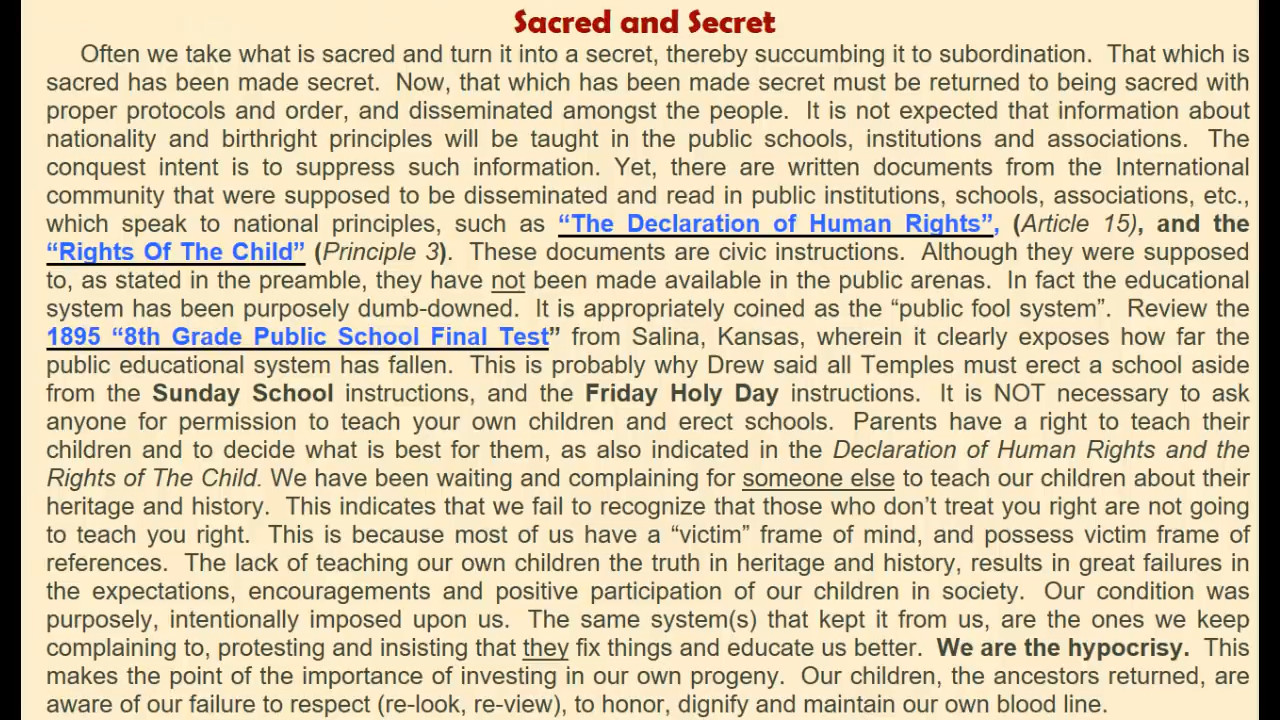 Sacred and Secret
Often we take what is sacred and turn it into a secret, thereby succumbing it to subordination. That which is
sacred has been made secret. Now, that which has been made secret must be returned to being sacred with
proper protocols and order, and disseminated amongst the people. It is not expected that information about
nationality and birthright principles will be taught in the public schools, institutions and associations. The
conquest intent is to suppress such information. Yet, there are written documents from the International
community that were supposed to be disseminated and read in public institutions, schools, associations, etc.,
which speak to national principles, such as “The Declaration of Human Rights”, (Article 15), and the
“Rights Of The Child” (Principle 3). These documents are civic instructions. Although they were supposed
to, as stated in the preamble, they have not been made available in the public arenas. In fact the educational
system has been purposely dumb-downed. It is appropriately coined as the “public fool system”. Review the
1895 “8th Grade Public School Final Test” from Salina, Kansas, wherein it clearly exposes how far the
public educational system has fallen. This is probably why Drew said all Temples must erect a school aside
from the Sunday School instructions, and the Friday Holy Day instructions. It is NOT necessary to ask
anyone for permission to teach your own children and erect schools. Parents have a right to teach their
children and to decide what is best for them, as also indicated in the Declaration of Human Rights and the
Rights of The Child. We have been waiting and complaining for someone else to teach our children about their
heritage and history. This indicates that we fail to recognize that those who don’t treat you right are not going
to teach you right. This is because most of us have a “victim” frame of mind, and possess victim frame of
references. The lack of teaching our own children the truth in heritage and history, results in great failures in
the expectations, encouragements and positive participation of our children in society. Our condition was
purposely, intentionally imposed upon us. The same system(s) that kept it from us, are the ones we keep
complaining to, protesting and insisting that they fix things and educate us better. We are the hypocrisy. This
makes the point of the importance of investing in our own progeny. Our children, the ancestors returned, are
aware of our failure to respect (re-look, re-view), to honor, dignify and maintain our own blood line.